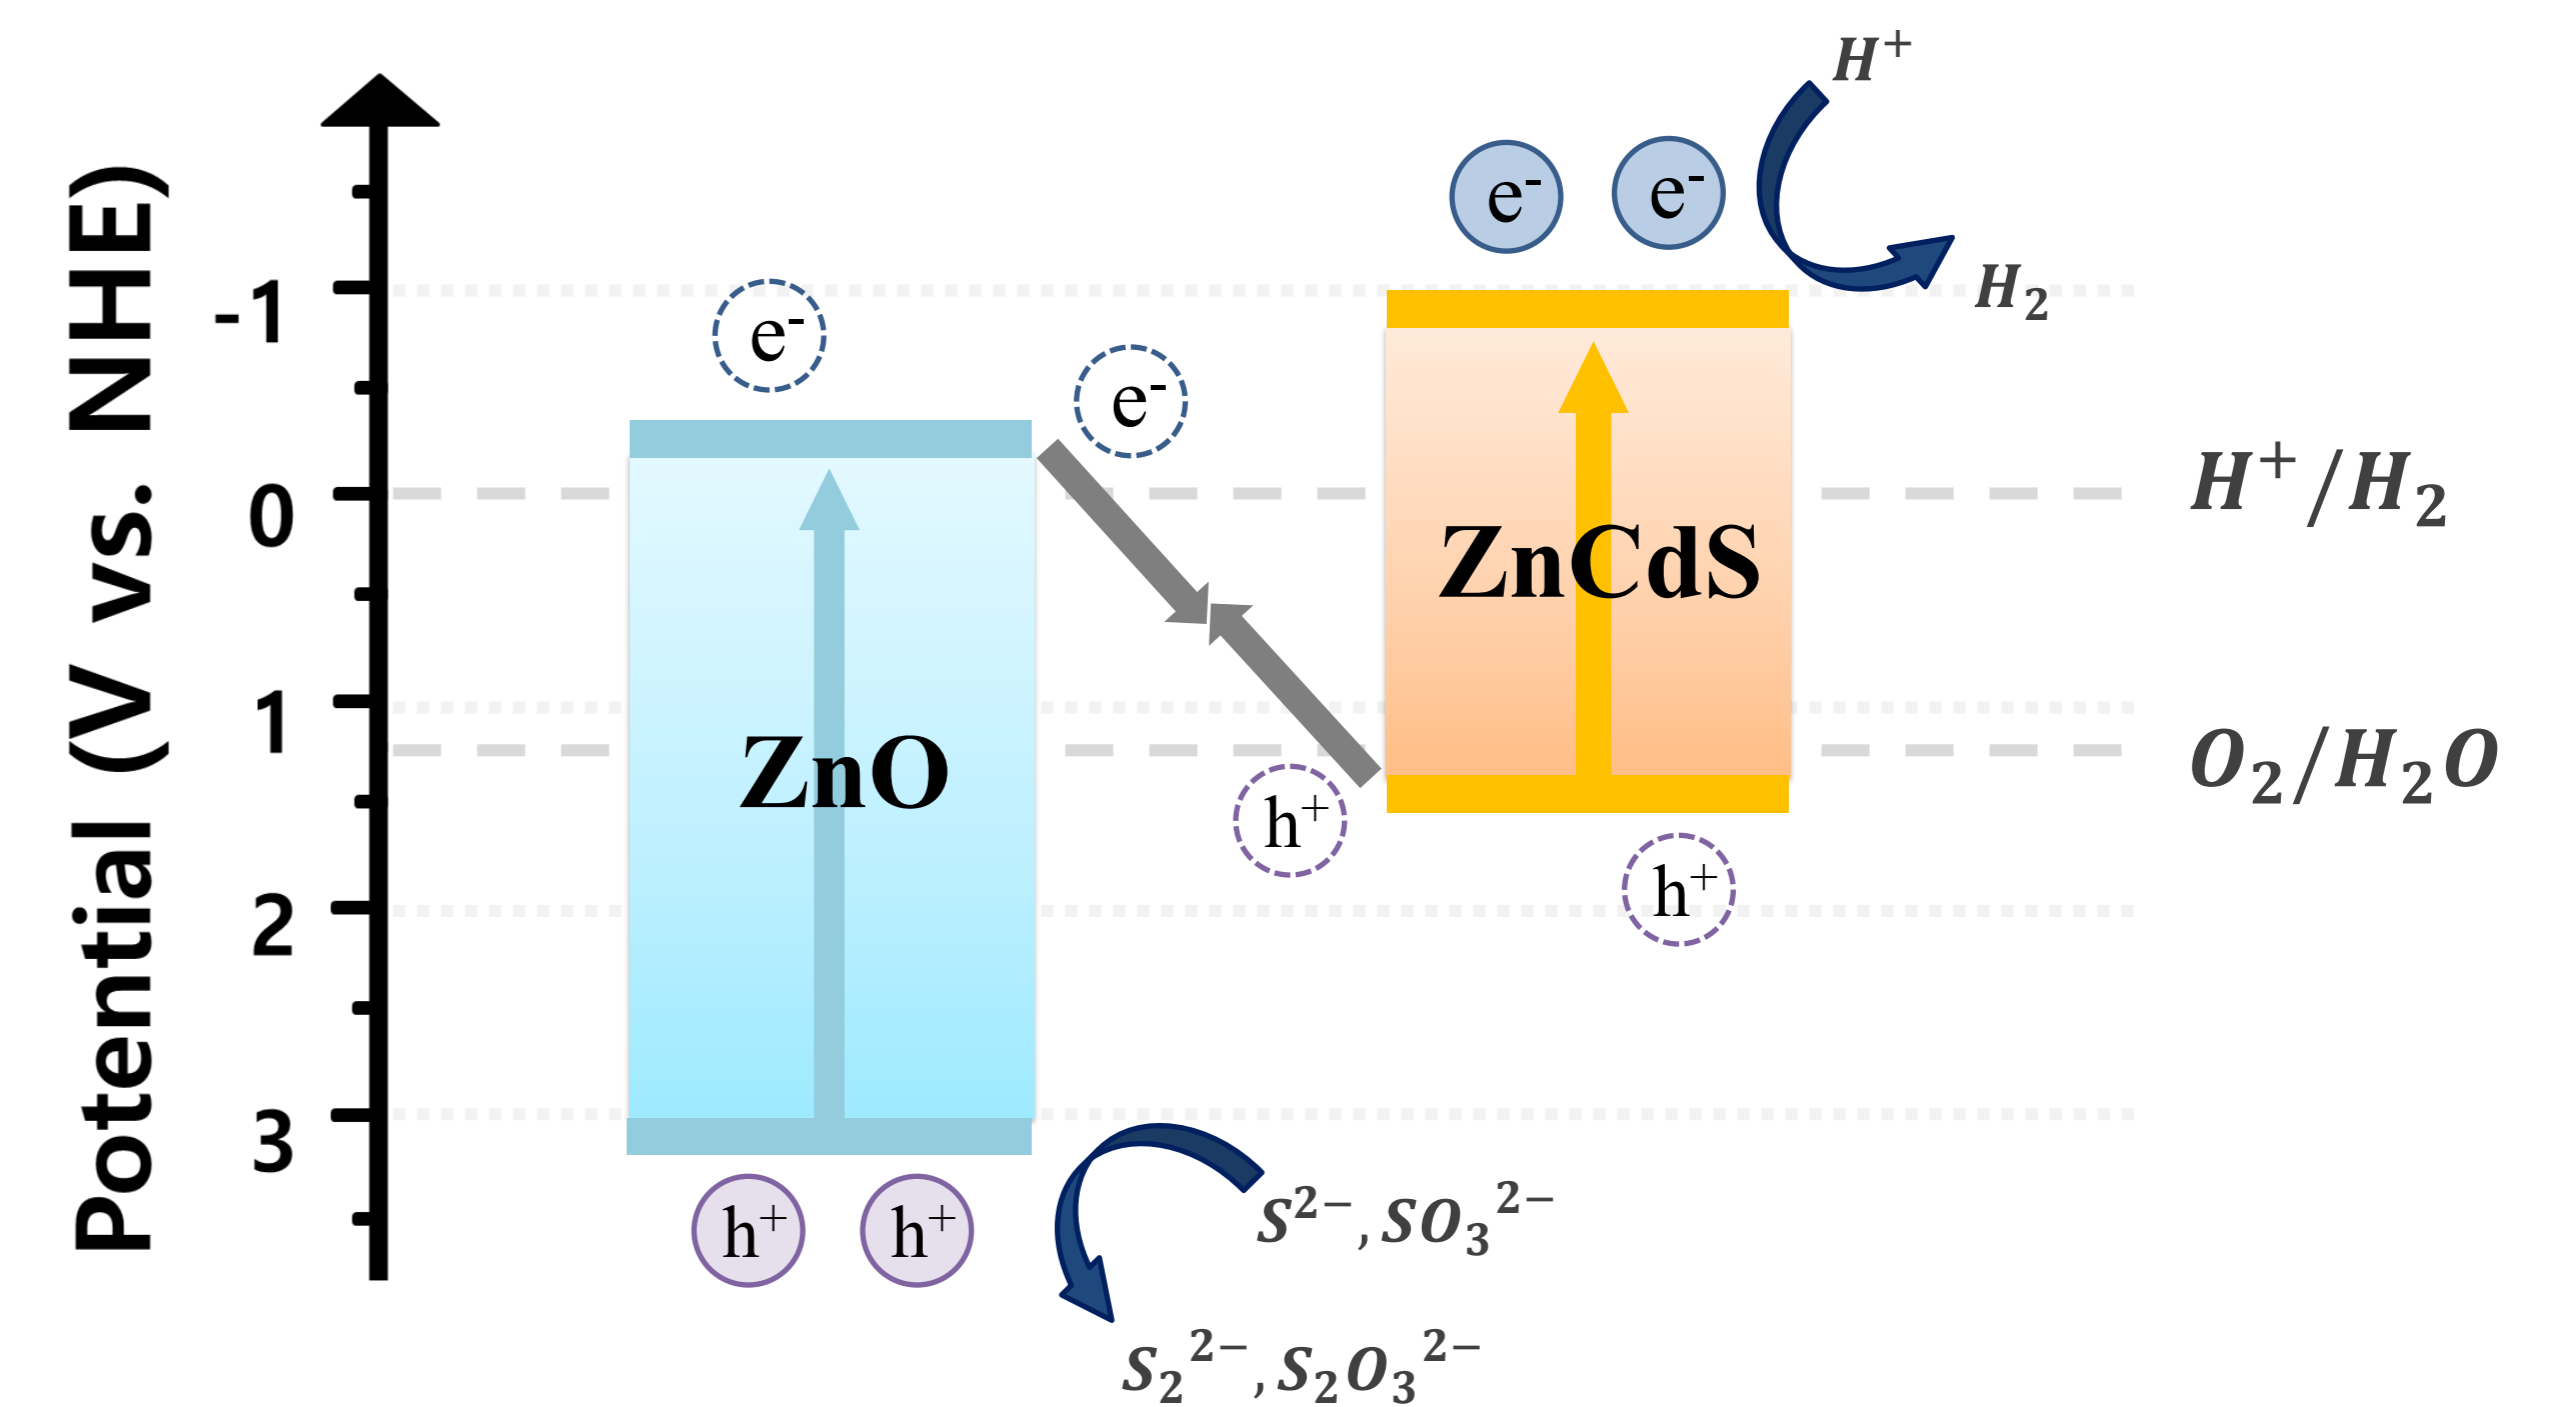 Potential (V vs. NHE)
-1
0
1
2
3
e⁻
e⁻
ZnO
h⁺
h⁺
h⁺
e⁻
e⁻
ZnCdS
h⁺
H⁺
H₂
H⁺/H₂
O₂/H₂O
S²⁻, SO₃²⁻
S₂²⁻, S₂O₃²⁻